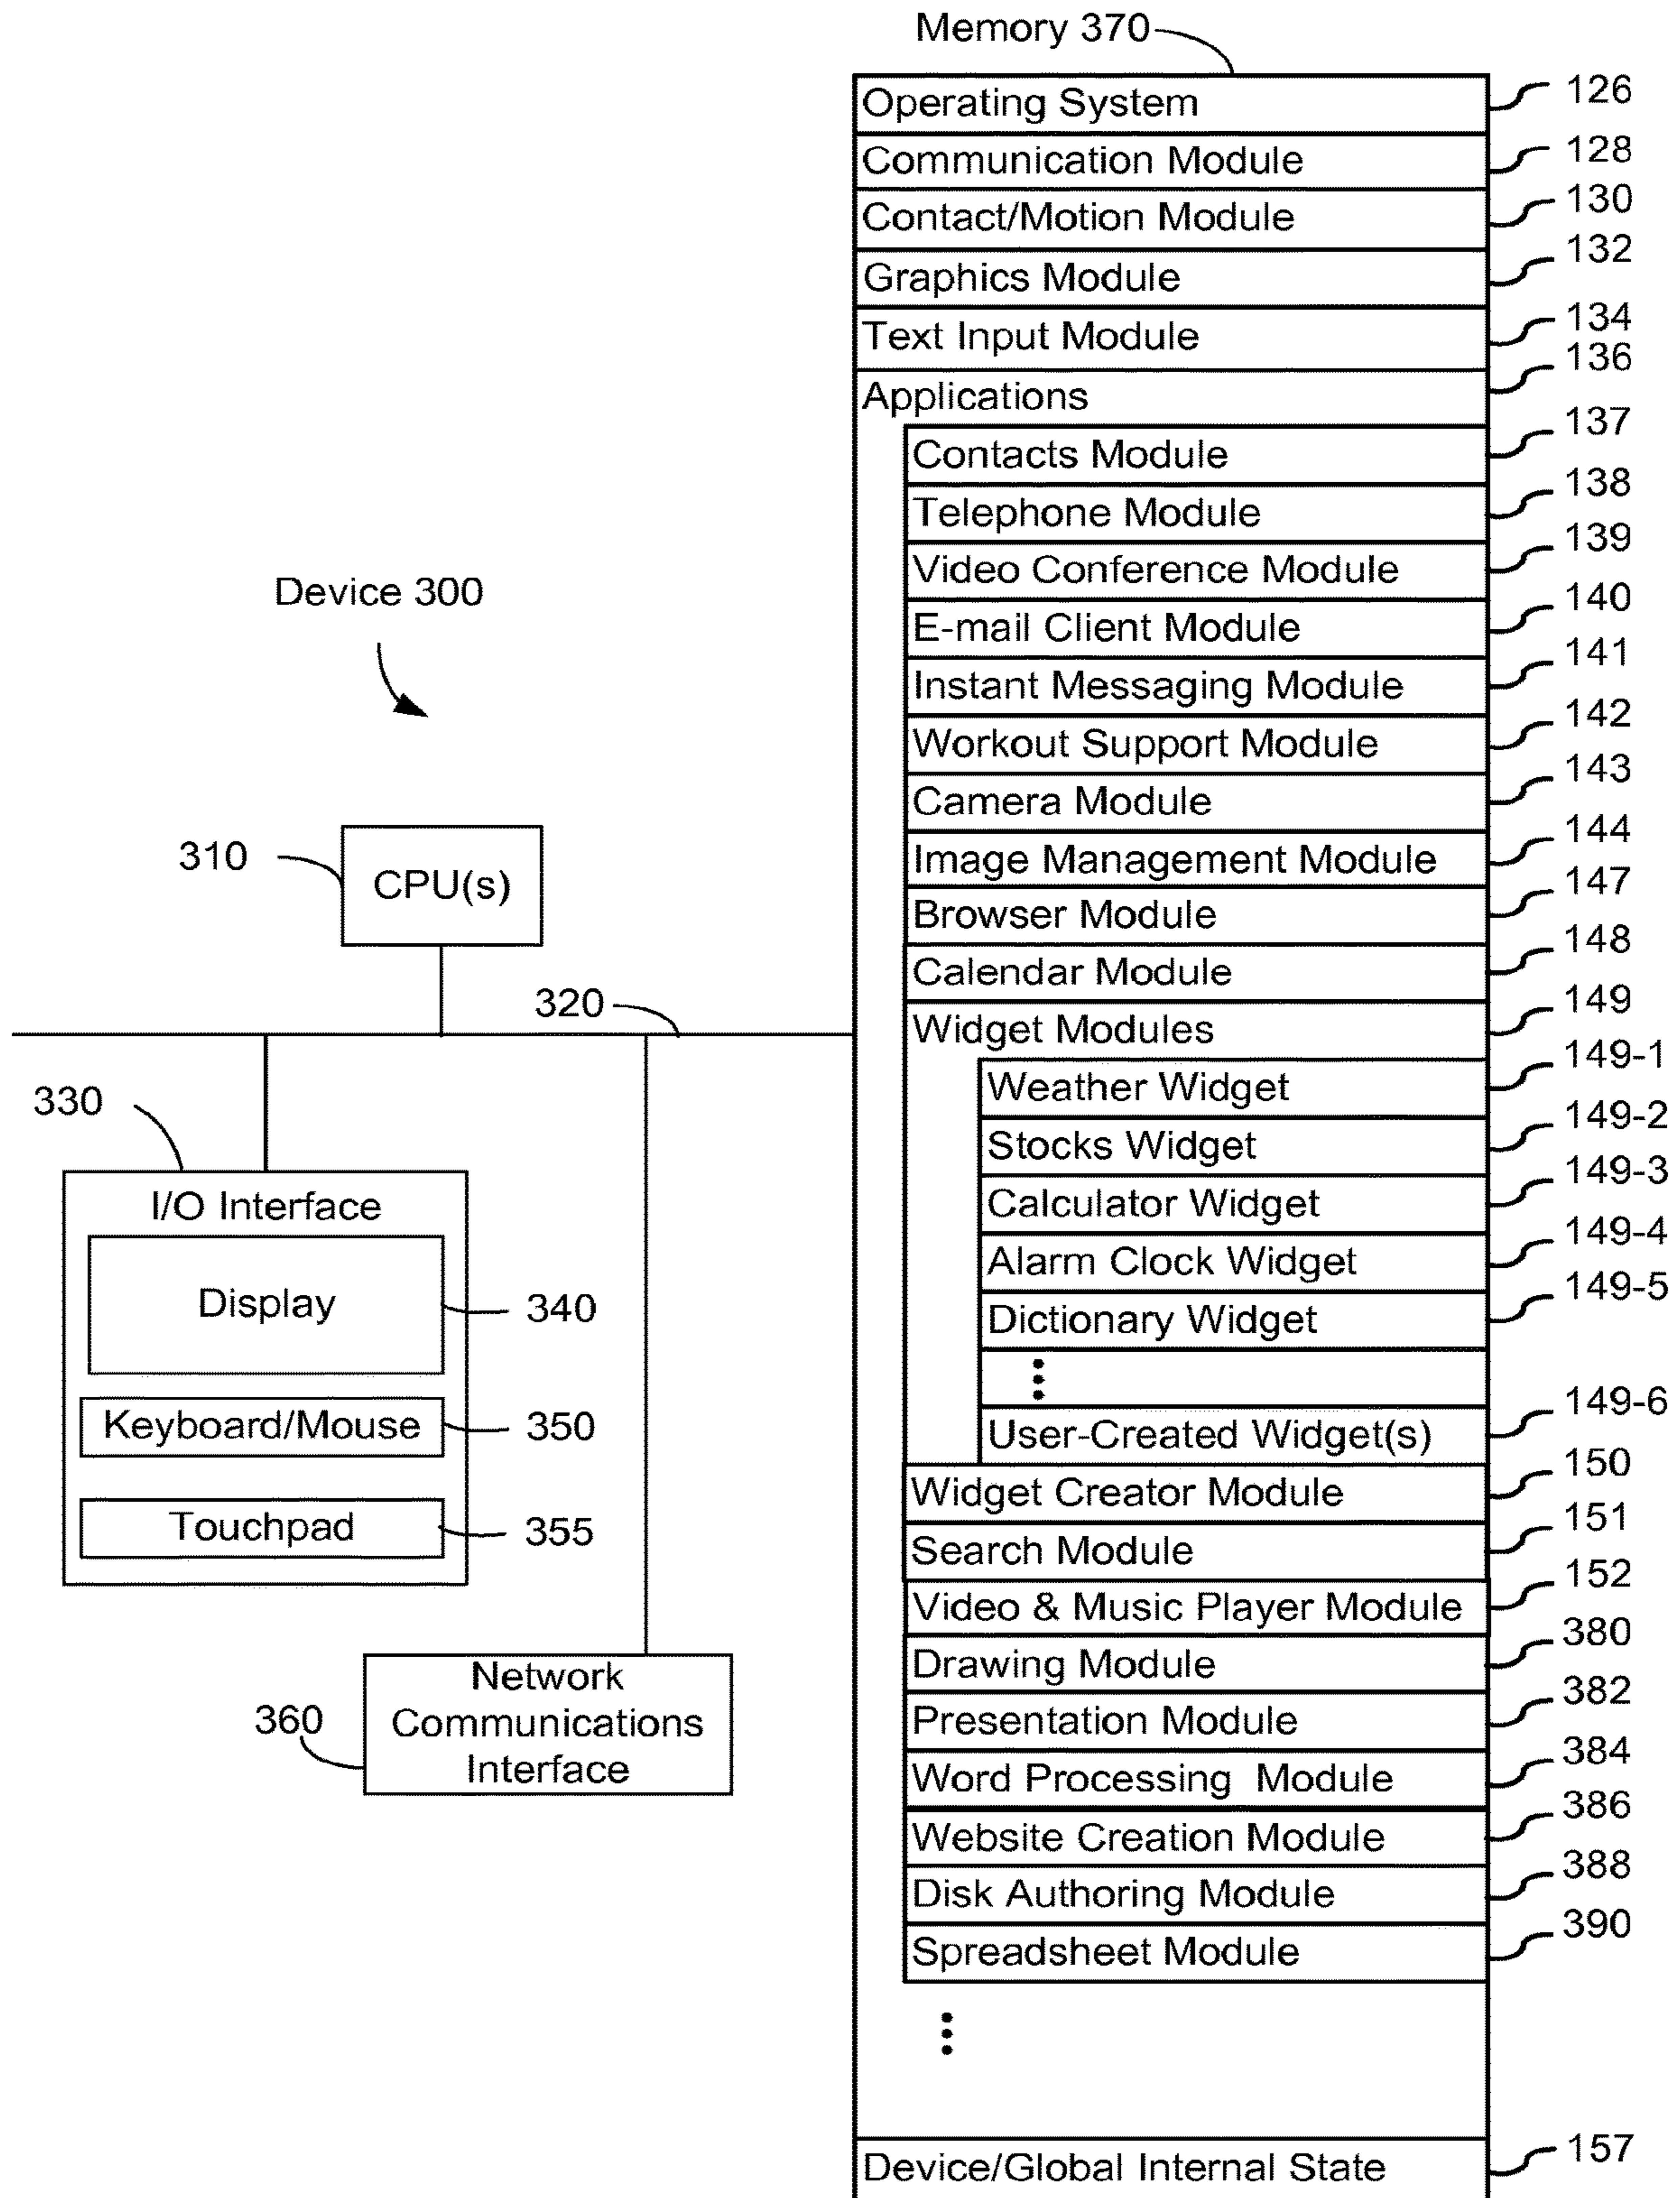 Memory 370
Operating System 126
Communication Module 128
Contact/Motion Module 130
Graphics Module 132
Text Input Module 134
Applications 136
Contacts Module 137
Telephone Module 138
Video Conference Module 139
E-mail Client Module 140
Instant Messaging Module 141
Workout Support Module 142
Camera Module 143
Image Management Module 144
Browser Module 147
Calendar Module 148
Widget Modules 149
Weather Widget 149-1
Stocks Widget 149-2
Calculator Widget 149-3
Alarm Clock Widget 149-4
Dictionary Widget 149-5
User-Created Widget(s) 149-6
Widget Creator Module 150
Search Module 151
Video & Music Player Module 152
Drawing Module 380
Presentation Module 382
Word Processing Module 384
Website Creation Module 386
Disk Authoring Module 388
Spreadsheet Module 390
Device/Global Internal State 157
Device 300
310
CPU(s)
320
330
I/O Interface
Display 340
Keyboard/Mouse 350
Touchpad 355
360
Network
Communications
Interface